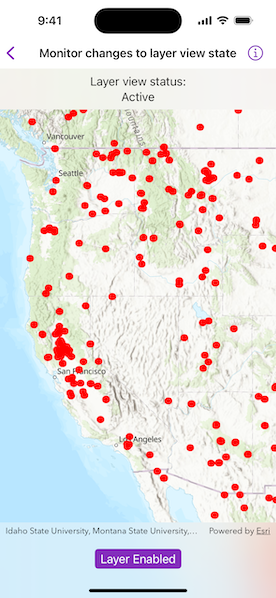 9:41
Monitor changes to layer view state
Layer view status:
Active
Mountains
Vancouver
Seattle
San Francisco
Los Angeles
Idaho State University, Montana State University,... Powered by Esri
Layer Enabled